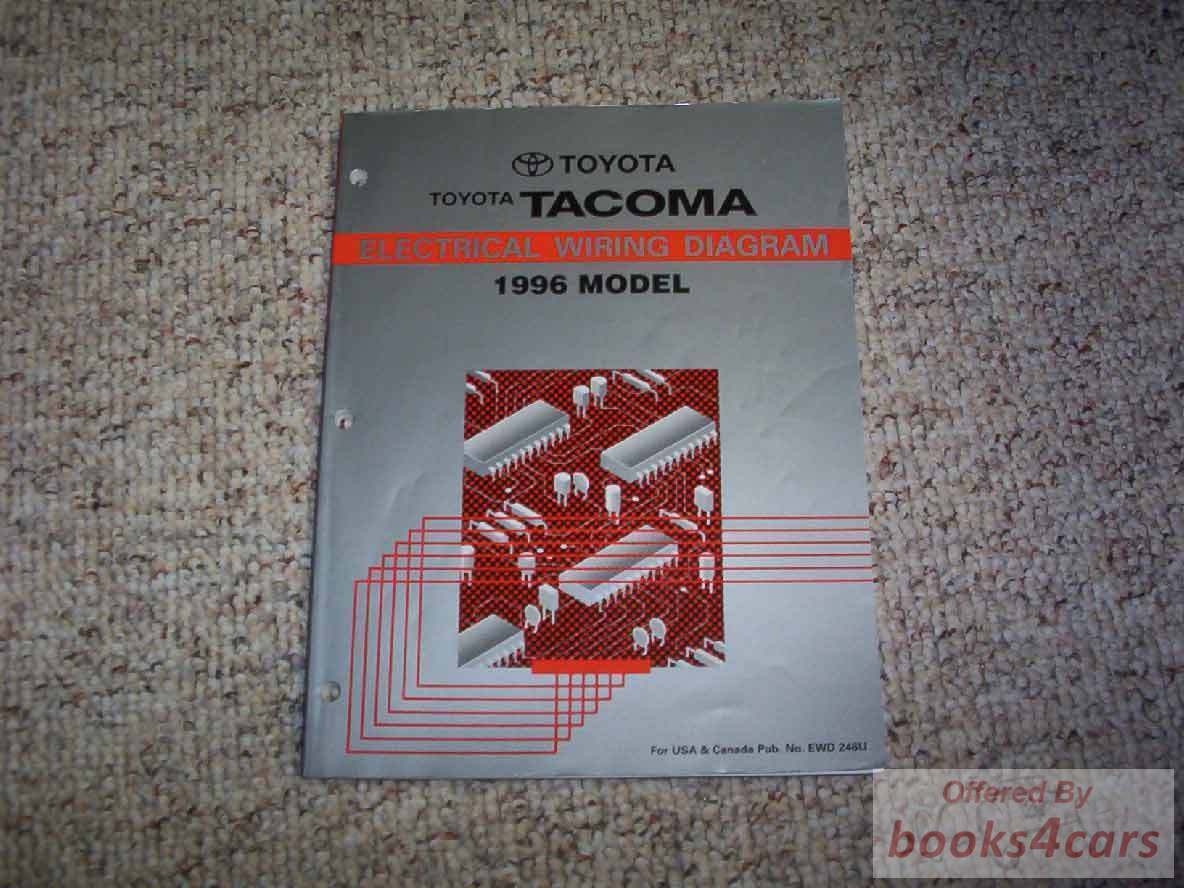 TOYOTA
TOYOTA TACOMA
ELECTRICAL WIRING DIAGRAM
1996 MODEL
For USA & Canada Pub. No. EWD 246U
Offered By
books4cars